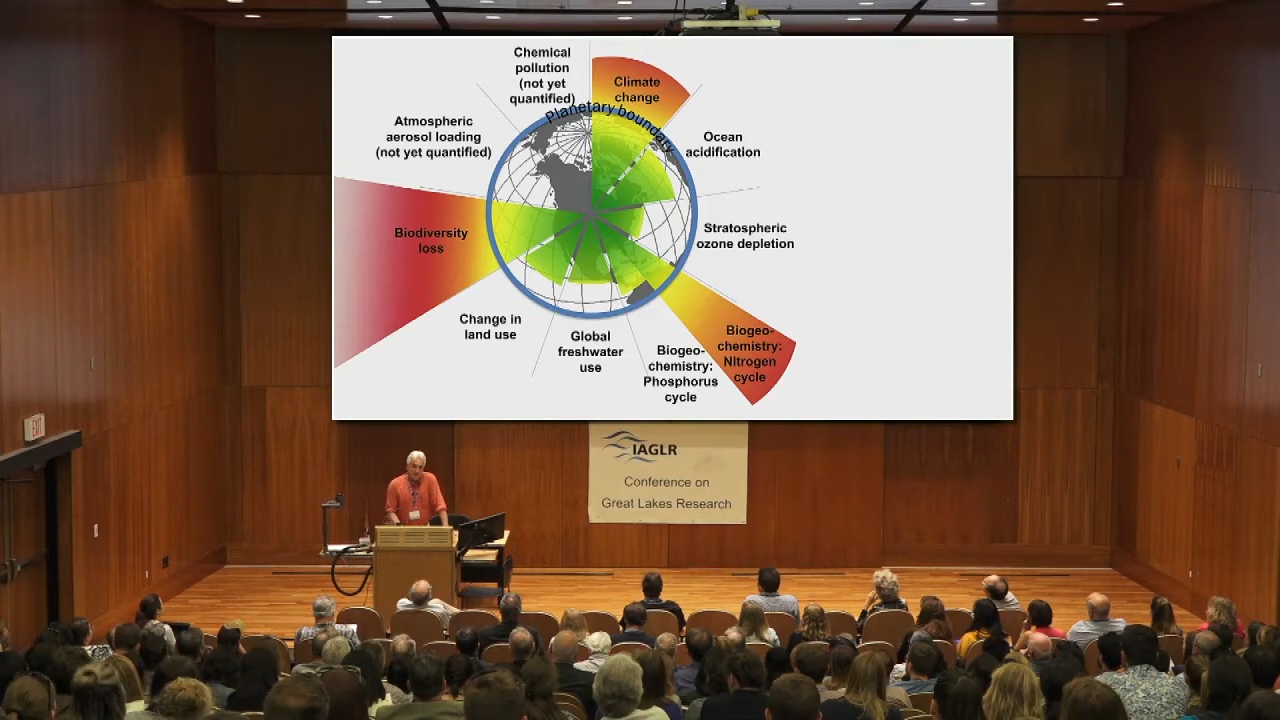 Chemical
pollution
(not yet
quantified)
Climate
change
Planetary boundary
Atmospheric
aerosol loading
(not yet quantified)
Ocean
acidification
Biodiversity
loss
Stratospheric
ozone depletion
Change in
land use
Global
freshwater
use
Biogeo-
chemistry:
Phosphorus
cycle
Biogeo-
chemistry:
Nitrogen
cycle
EXIT
IAGLR
Conference on
Great Lakes Research